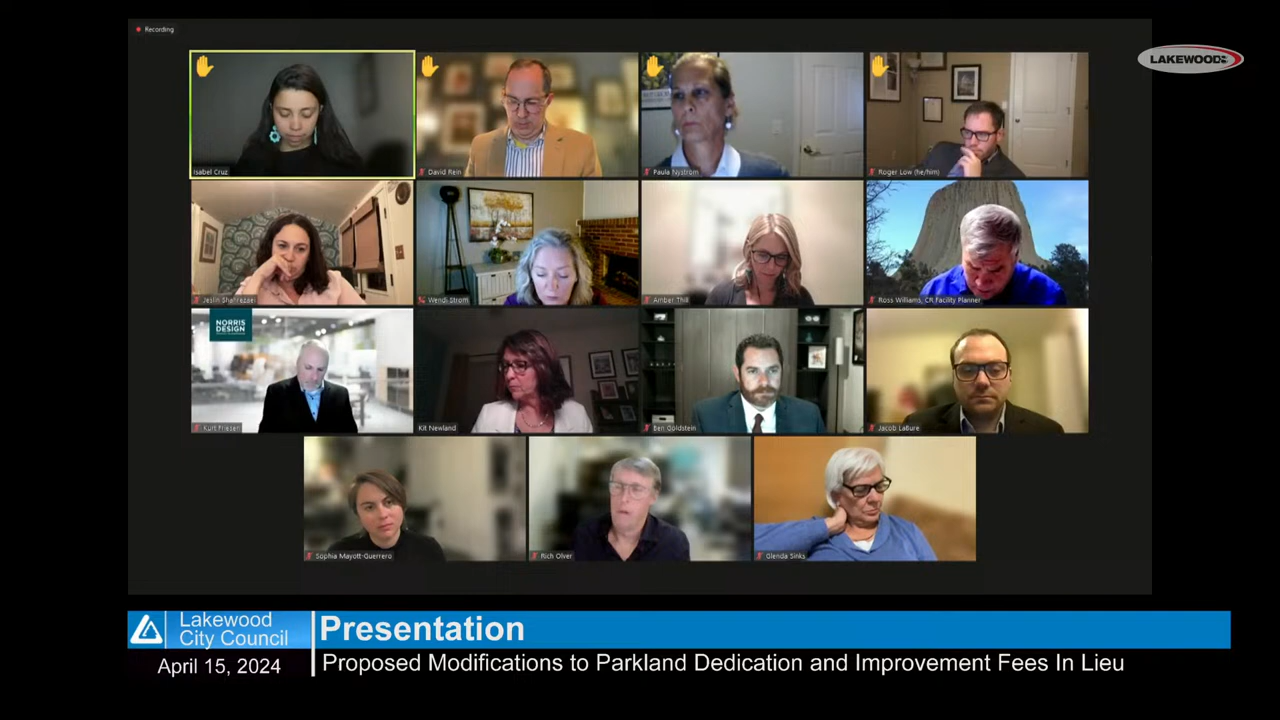 Recording
LAKEWOOD
Isabel Cruz
David Rein
Paula Nystrom
Roger Low (he/him)
Jeslin Shahrezaei
Wendi Strom
Amber Thill
Ross Williams, CR Facility Planner
NORRIS
DESIGN
Kurt Friesen
Kit Newland
Ben Goldstein
Jacob LaBure
Sophia Mayott-Guerrero
Rich Olver
Glenda Sinks
Lakewood
City Council
April 15, 2024
Presentation
Proposed Modifications to Parkland Dedication and Improvement Fees In Lieu